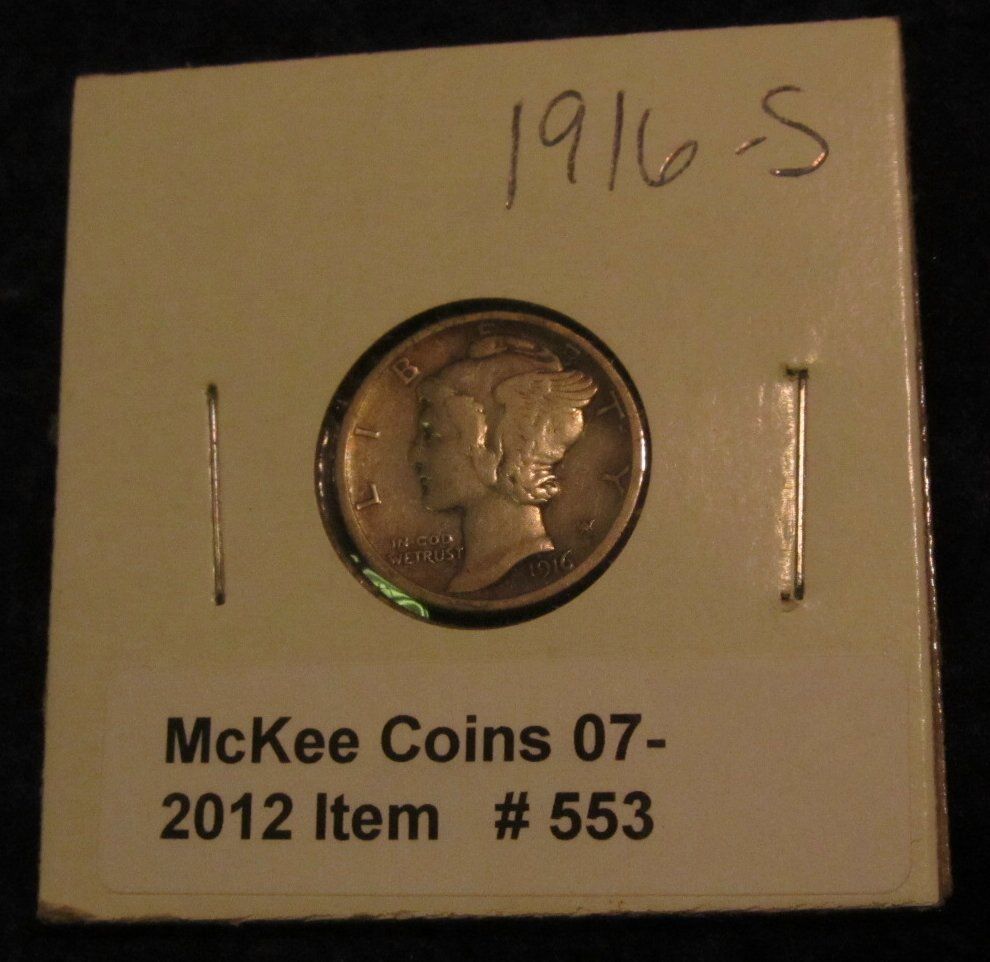 1916-S
LIBERTY
IN GOD
WE TRUST
1916
McKee Coins 07-
2012 Item # 553